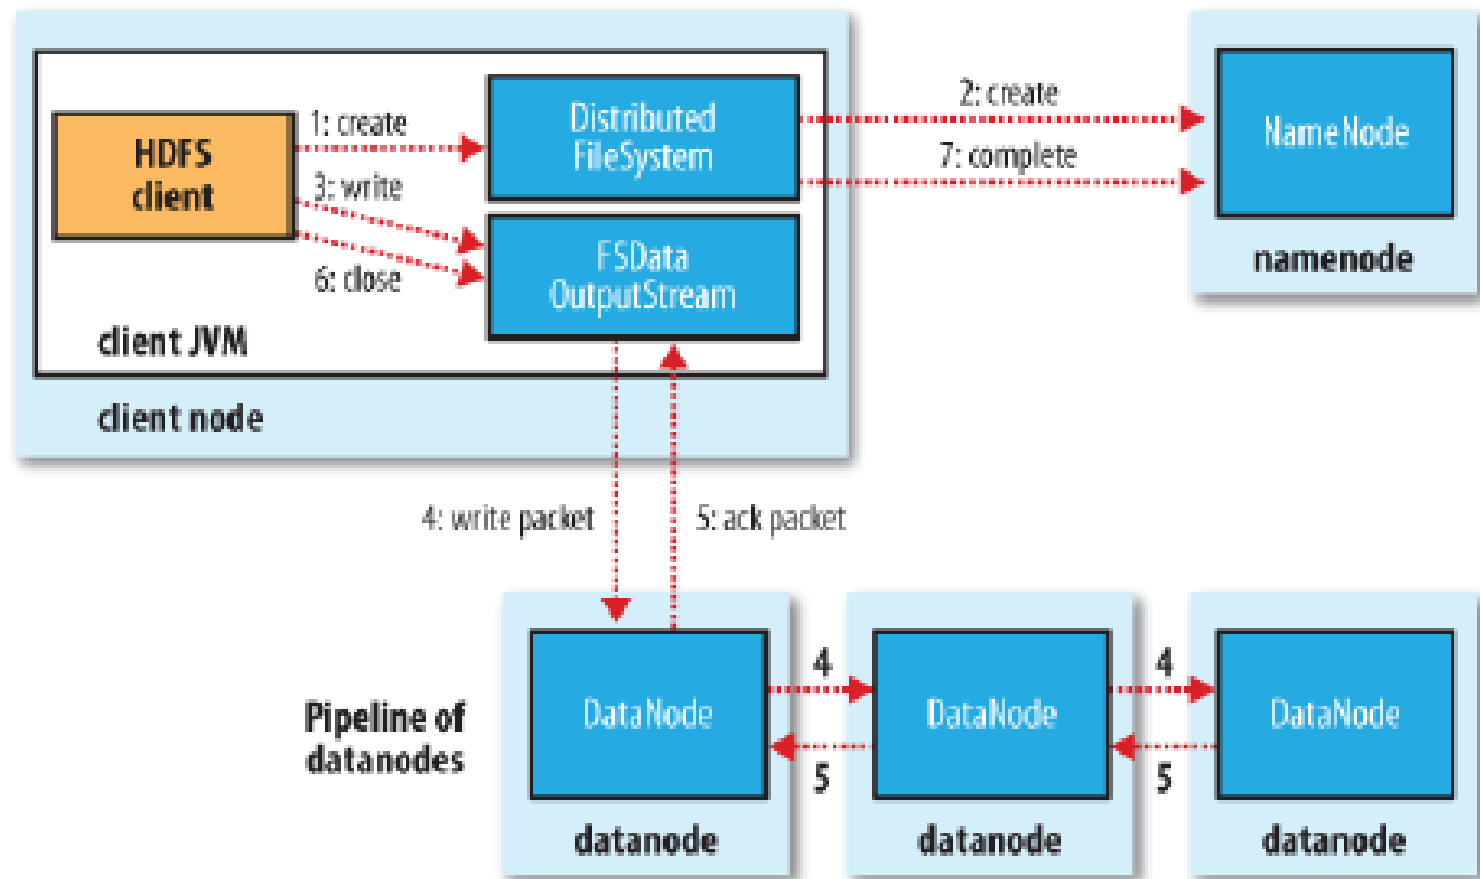 HDFS
client
1: create
3: write
6: close
Distributed
FileSystem
FSData
OutputStream
client JVM
client node
2: create
7: complete
NameNode
namenode
4: write packet
5: ack packet
Pipeline of
datanodes
DataNode
datanode
4
5
DataNode
datanode
4
5
DataNode
datanode